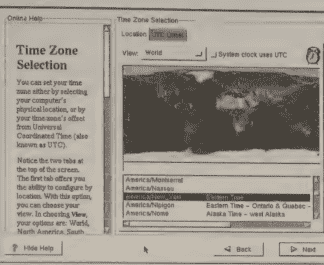 Online Help
Time Zone Selection
Time Zone
Selection
You can set your time
zone either by selecting
your computer's
physical location, or by
your time zone's offset
from Universal
Coordinated Time (also
known as UTC).
Notice the two tabs at
the top of the screen.
The first tab offers you
the ability to configure by
location. With this option,
you can choose your
view. In choosing View,
your options are: World,
North America, South
Location UTC Offset
View: World
System clock uses UTC
America/Montserrat
America/Nassau
America/New_York Eastern Time
America/Nipigon Eastern Time - Ontario & Quebec -
America/Nome Alaska Time - west Alaska
? Hide Help
Back
Next